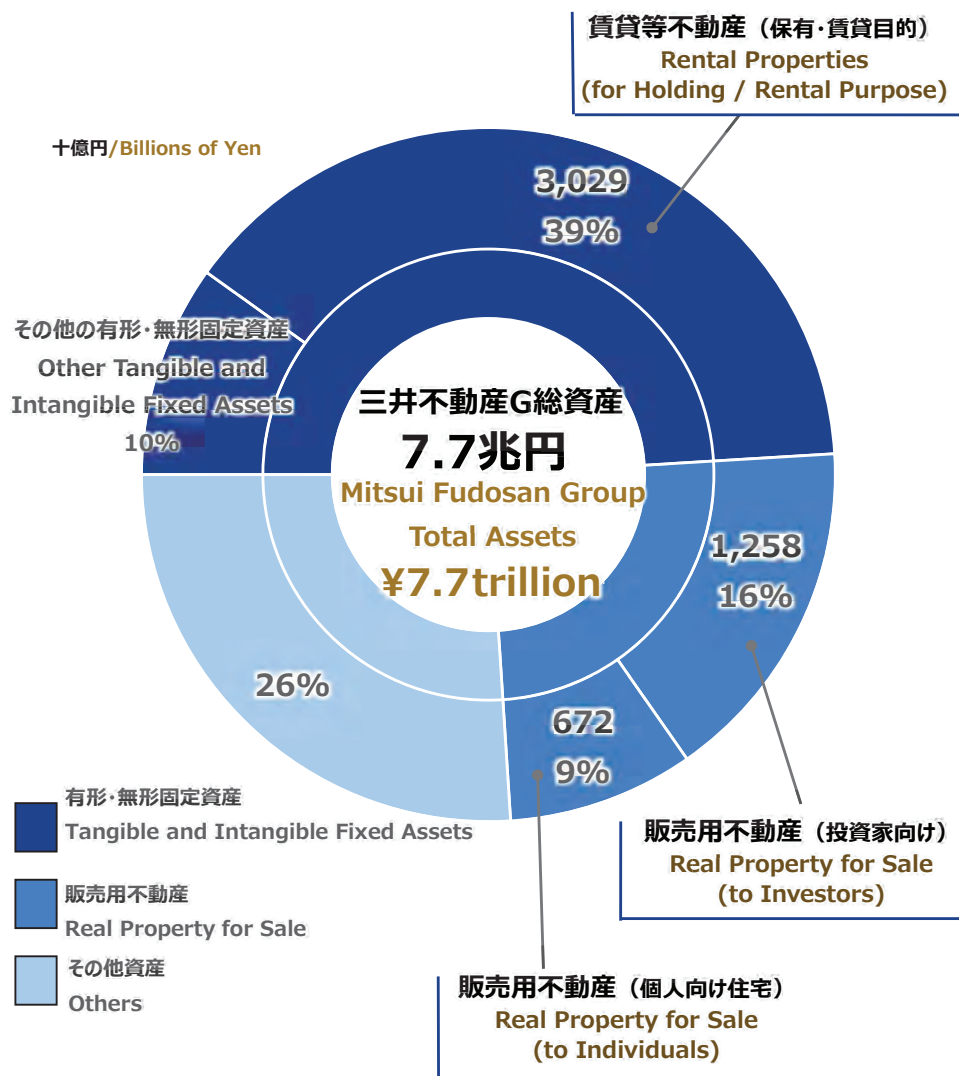 賃貸等不動産（保有・賃貸目的）
Rental Properties
(for Holding / Rental Purpose)
十億円/Billions of Yen
3,029
39%
その他の有形・無形固定資産
Other Tangible and
Intangible Fixed Assets
10%
三井不動産G総資産
7.7兆円
Mitsui Fudosan Group
Total Assets
¥7.7trillion
1,258
16%
26%
672
9%
有形・無形固定資産
Tangible and Intangible Fixed Assets
販売用不動産（投資家向け）
Real Property for Sale
(to Investors)
販売用不動産
Real Property for Sale
その他資産
Others
販売用不動産（個人向け住宅）
Real Property for Sale
(to Individuals)